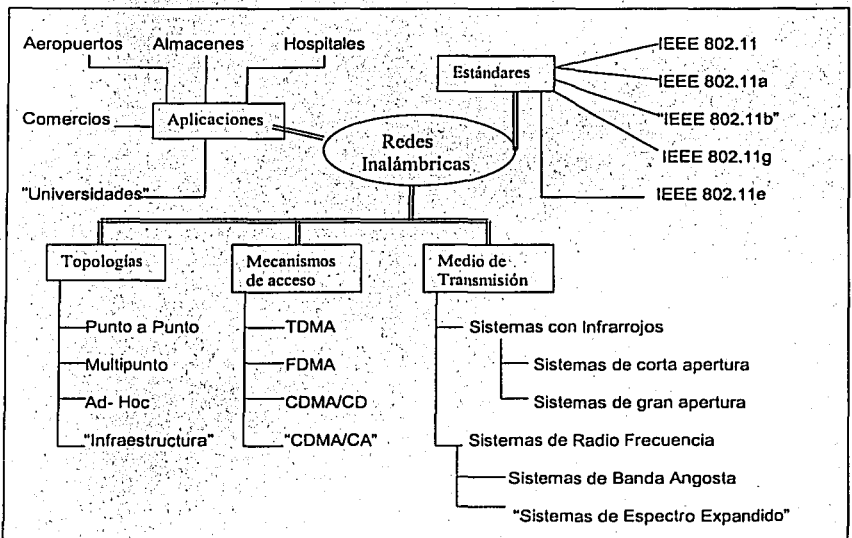 Aeropuertos
Almacenes
Hospitales
Comercios
Aplicaciones
"Universidades"
Redes
Inalámbricas
Estándares
IEEE 802.11
IEEE 802.11a
"IEEE 802.11b"
IEEE 802.11g
IEEE 802.11e
Topologías
Punto a Punto
Multipunto
Ad- Hoc
"Infraestructura"
Mecanismos
de acceso
TDMA
FDMA
CDMA/CD
"CDMA/CA"
Medio de
Transmisión
Sistemas con Infrarrojos
Sistemas de corta apertura
Sistemas de gran apertura
Sistemas de Radio Frecuencia
Sistemas de Banda Angosta
"Sistemas de Espectro Expandido"